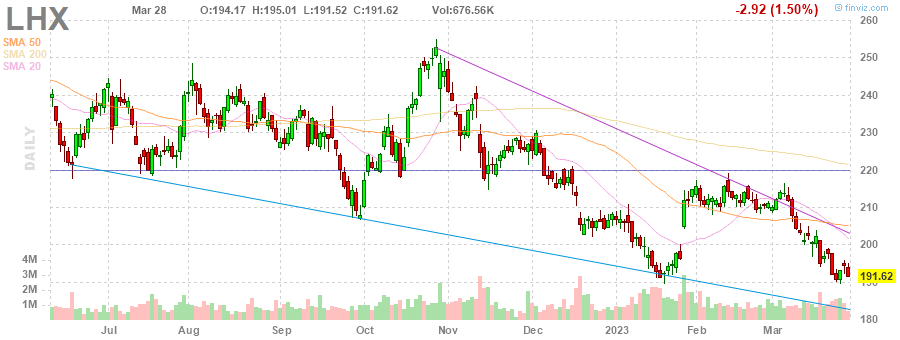 LHX Mar 28 O:194.17 H:195.01 L:191.52 C:191.62 Vol:676.56K -2.92 (1.50%) © finviz.com
SMA 50
SMA 200
SMA 20
DAILY
260
250
240
230
220
210
200
190
180
191.62
4M
3M
2M
1M
Jul Aug Sep Oct Nov Dec 2023 Feb Mar